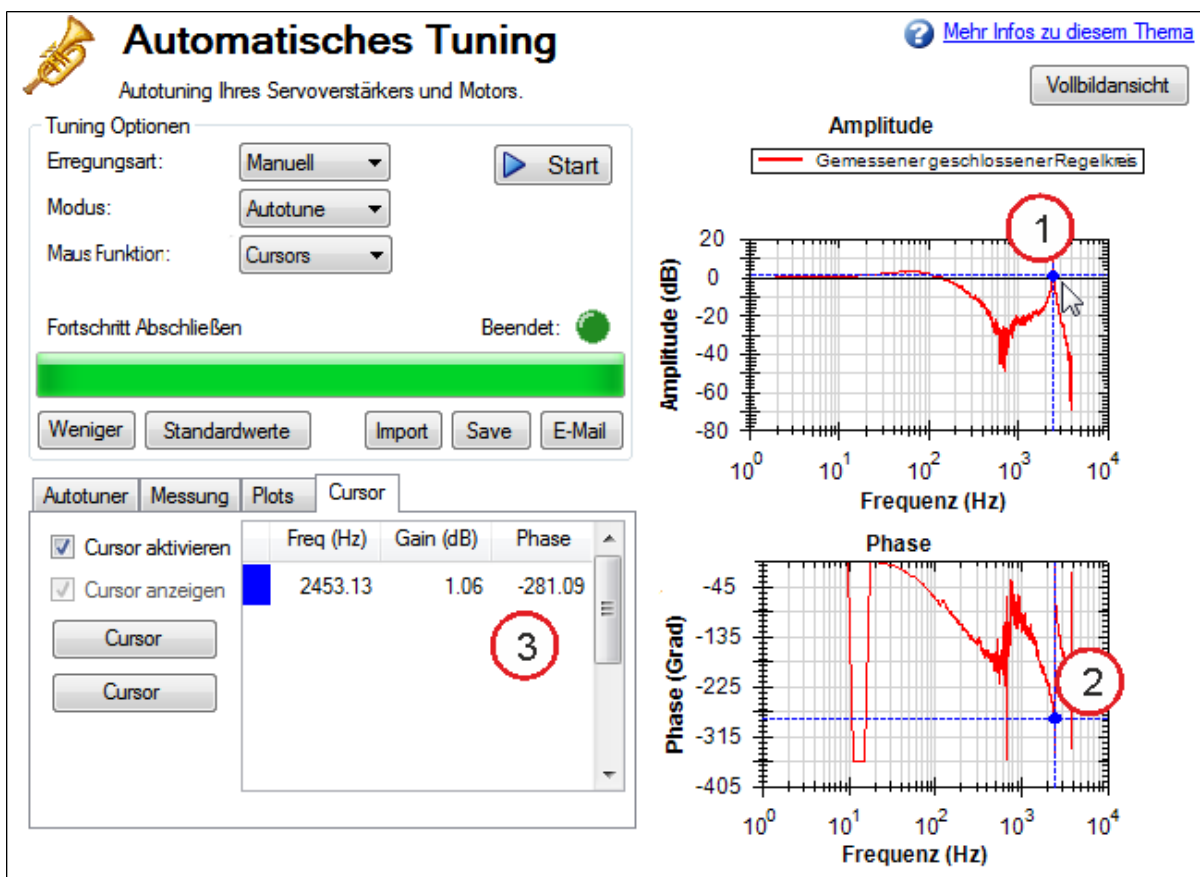 Automatisches Tuning
Mehr Infos zu diesem Thema
Autotuning Ihres Servoverstärkers und Motors.
Vollbildansicht
Tuning Optionen
Erregungsart: Manuell Start
Modus: Autotune
Maus Funktion: Cursors
Fortschritt Abschließen Beendet:
Weniger Standardwerte Import Save E-Mail
Autotuner Messung Plots Cursor
Cursor aktivieren
Cursor anzeigen
Cursor
Cursor
Freq (Hz) Gain (dB) Phase
2453.13 1.06 -281.09
3
Amplitude
Gemessener geschlossener Regelkreis
1
Amplitude (dB)
20
0
-20
-40
-60
-80
10^0 10^1 10^2 10^3 10^4
Frequenz (Hz)
Phase
2
Phase (Grad)
-45
-135
-225
-315
-405
10^0 10^1 10^2 10^3 10^4
Frequenz (Hz)